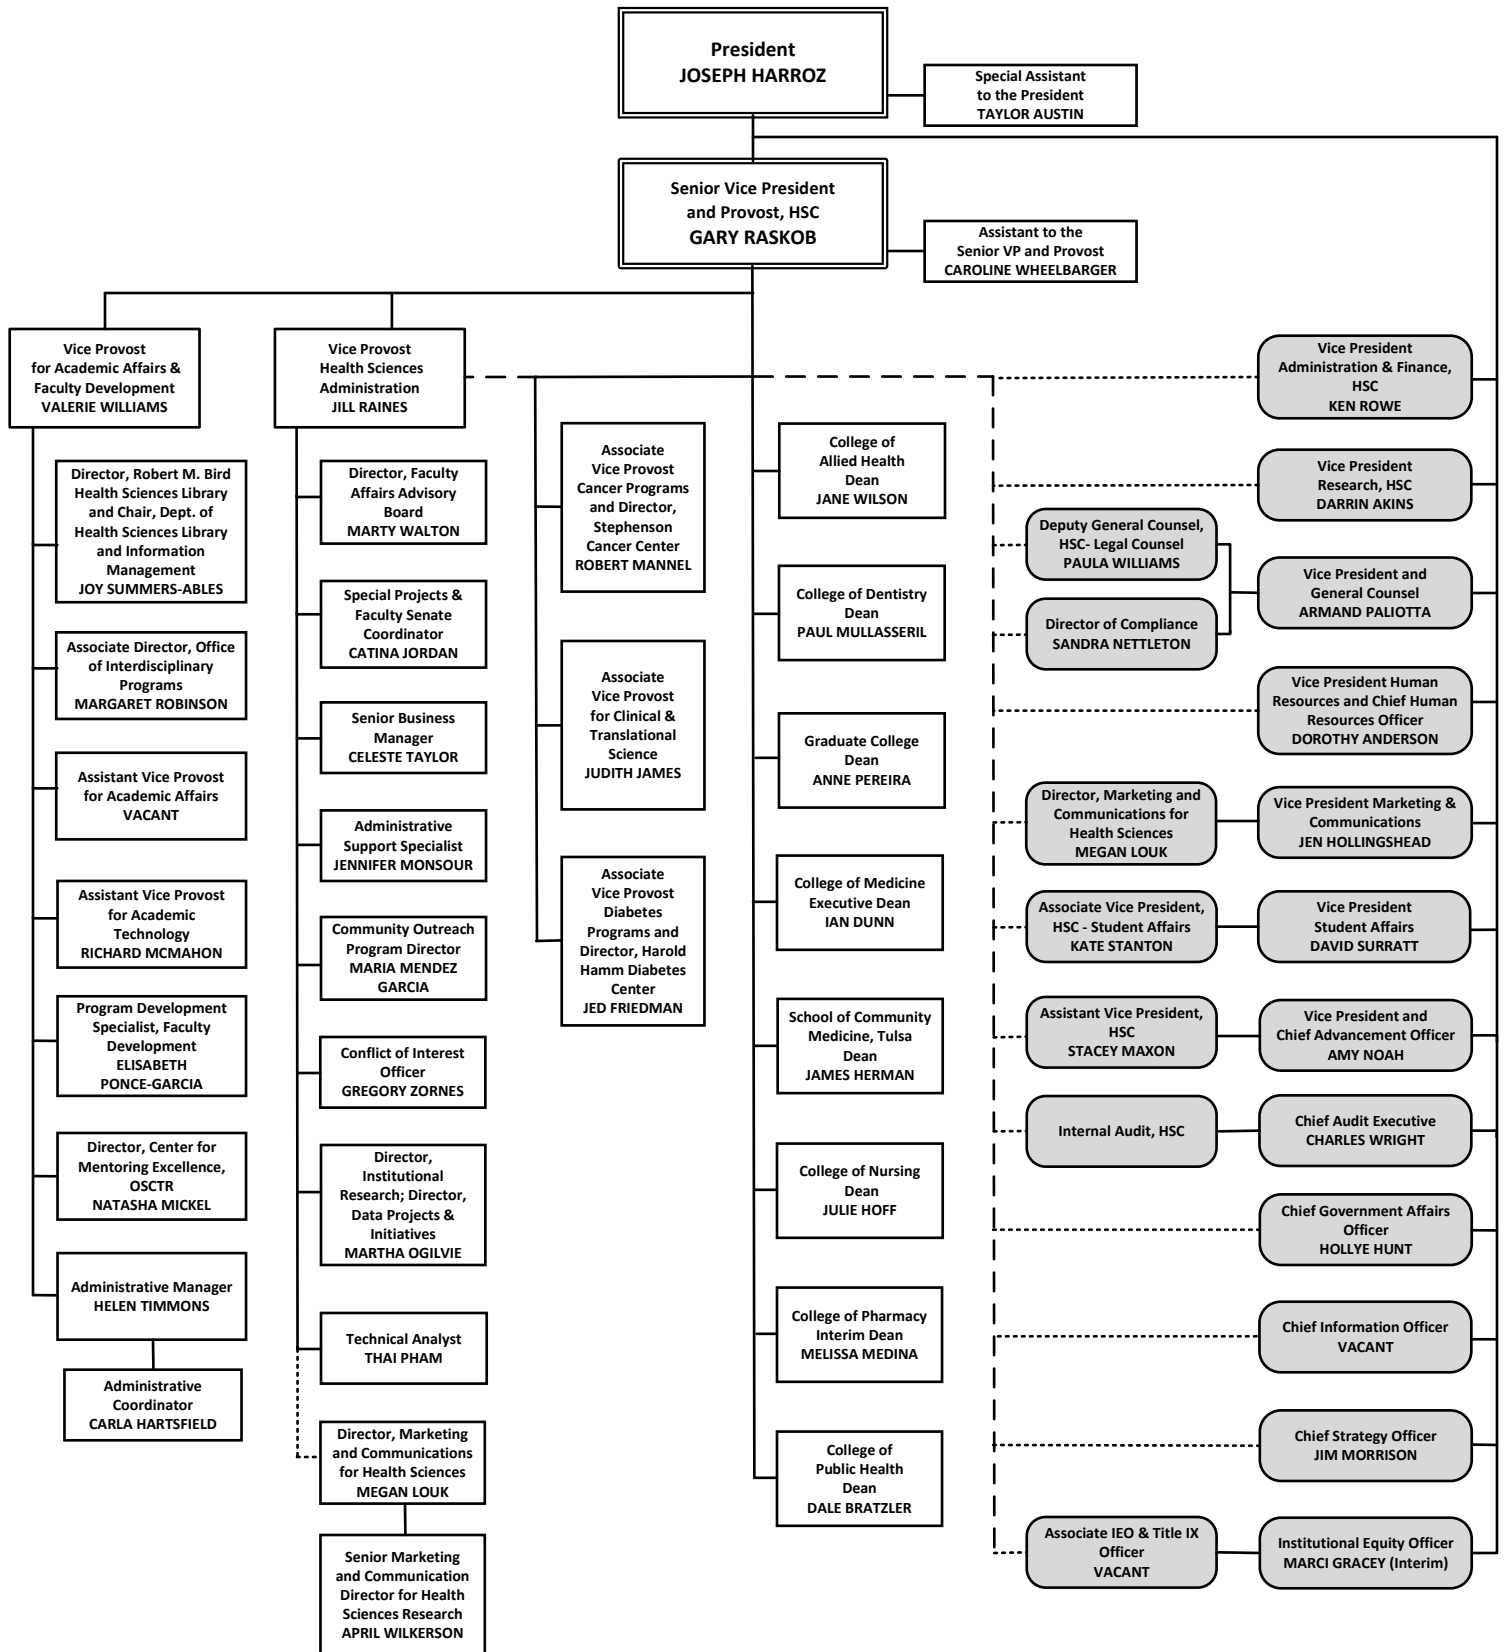 President
JOSEPH HARROZ
Special Assistant
to the President
TAYLOR AUSTIN
Senior Vice President
and Provost, HSC
GARY RASKOB
Assistant to the
Senior VP and Provost
CAROLINE WHEELBARGER
Vice Provost
for Academic Affairs &
Faculty Development
VALERIE WILLIAMS
Director, Robert M. Bird
Health Sciences Library
and Chair, Dept. of
Health Sciences Library
and Information
Management
JOY SUMMERS-ABLES
Associate Director, Office
of Interdisciplinary
Programs
MARGARET ROBINSON
Assistant Vice Provost
for Academic Affairs
VACANT
Assistant Vice Provost
for Academic
Technology
RICHARD MCMAHON
Program Development
Specialist, Faculty
Development
ELISABETH
PONCE-GARCIA
Director, Center for
Mentoring Excellence,
OSCTR
NATASHA MICKEL
Administrative Manager
HELEN TIMMONS
Administrative
Coordinator
CARLA HARTSFIELD
Vice Provost
Health Sciences
Administration
JILL RAINES
Director, Faculty
Affairs Advisory
Board
MARTY WALTON
Special Projects &
Faculty Senate
Coordinator
CATINA JORDAN
Senior Business
Manager
CELESTE TAYLOR
Administrative
Support Specialist
JENNIFER MONSOUR
Community Outreach
Program Director
MARIA MENDEZ
GARCIA
Conflict of Interest
Officer
GREGORY ZORNES
Director,
Institutional
Research; Director,
Data Projects &
Initiatives
MARTHA OGILVIE
Technical Analyst
THAI PHAM
Director, Marketing
and Communications
for Health Sciences
MEGAN LOUK
Senior Marketing
and Communication
Director for Health
Sciences Research
APRIL WILKERSON
Associate
Vice Provost
Cancer Programs
and Director,
Stephenson
Cancer Center
ROBERT MANNEL
Associate
Vice Provost
for Clinical &
Translational
Science
JUDITH JAMES
Associate
Vice Provost
Diabetes
Programs and
Director, Harold
Hamm Diabetes
Center
JED FRIEDMAN
College of
Allied Health
Dean
JANE WILSON
College of Dentistry
Dean
PAUL MULLASSERIL
Graduate College
Dean
ANNE PEREIRA
College of Medicine
Executive Dean
IAN DUNN
School of Community
Medicine, Tulsa
Dean
JAMES HERMAN
College of Nursing
Dean
JULIE HOFF
College of Pharmacy
Interim Dean
MELISSA MEDINA
College of
Public Health
Dean
DALE BRATZLER
Vice President
Administration & Finance,
HSC
KEN ROWE
Vice President
Research, HSC
DARRIN AKINS
Deputy General Counsel,
HSC- Legal Counsel
PAULA WILLIAMS
Director of Compliance
SANDRA NETTLETON
Vice President and
General Counsel
ARMAND PALIOTTA
Vice President Human
Resources and Chief Human
Resources Officer
DOROTHY ANDERSON
Director, Marketing and
Communications for
Health Sciences
MEGAN LOUK
Vice President Marketing &
Communications
JEN HOLLINGSHEAD
Associate Vice President,
HSC - Student Affairs
KATE STANTON
Vice President
Student Affairs
DAVID SURRATT
Assistant Vice President,
HSC
STACEY MAXON
Vice President and
Chief Advancement Officer
AMY NOAH
Internal Audit, HSC
Chief Audit Executive
CHARLES WRIGHT
Chief Government Affairs
Officer
HOLLYE HUNT
Chief Information Officer
VACANT
Chief Strategy Officer
JIM MORRISON
Associate IEO & Title IX
Officer
VACANT
Institutional Equity Officer
MARCI GRACEY (Interim)